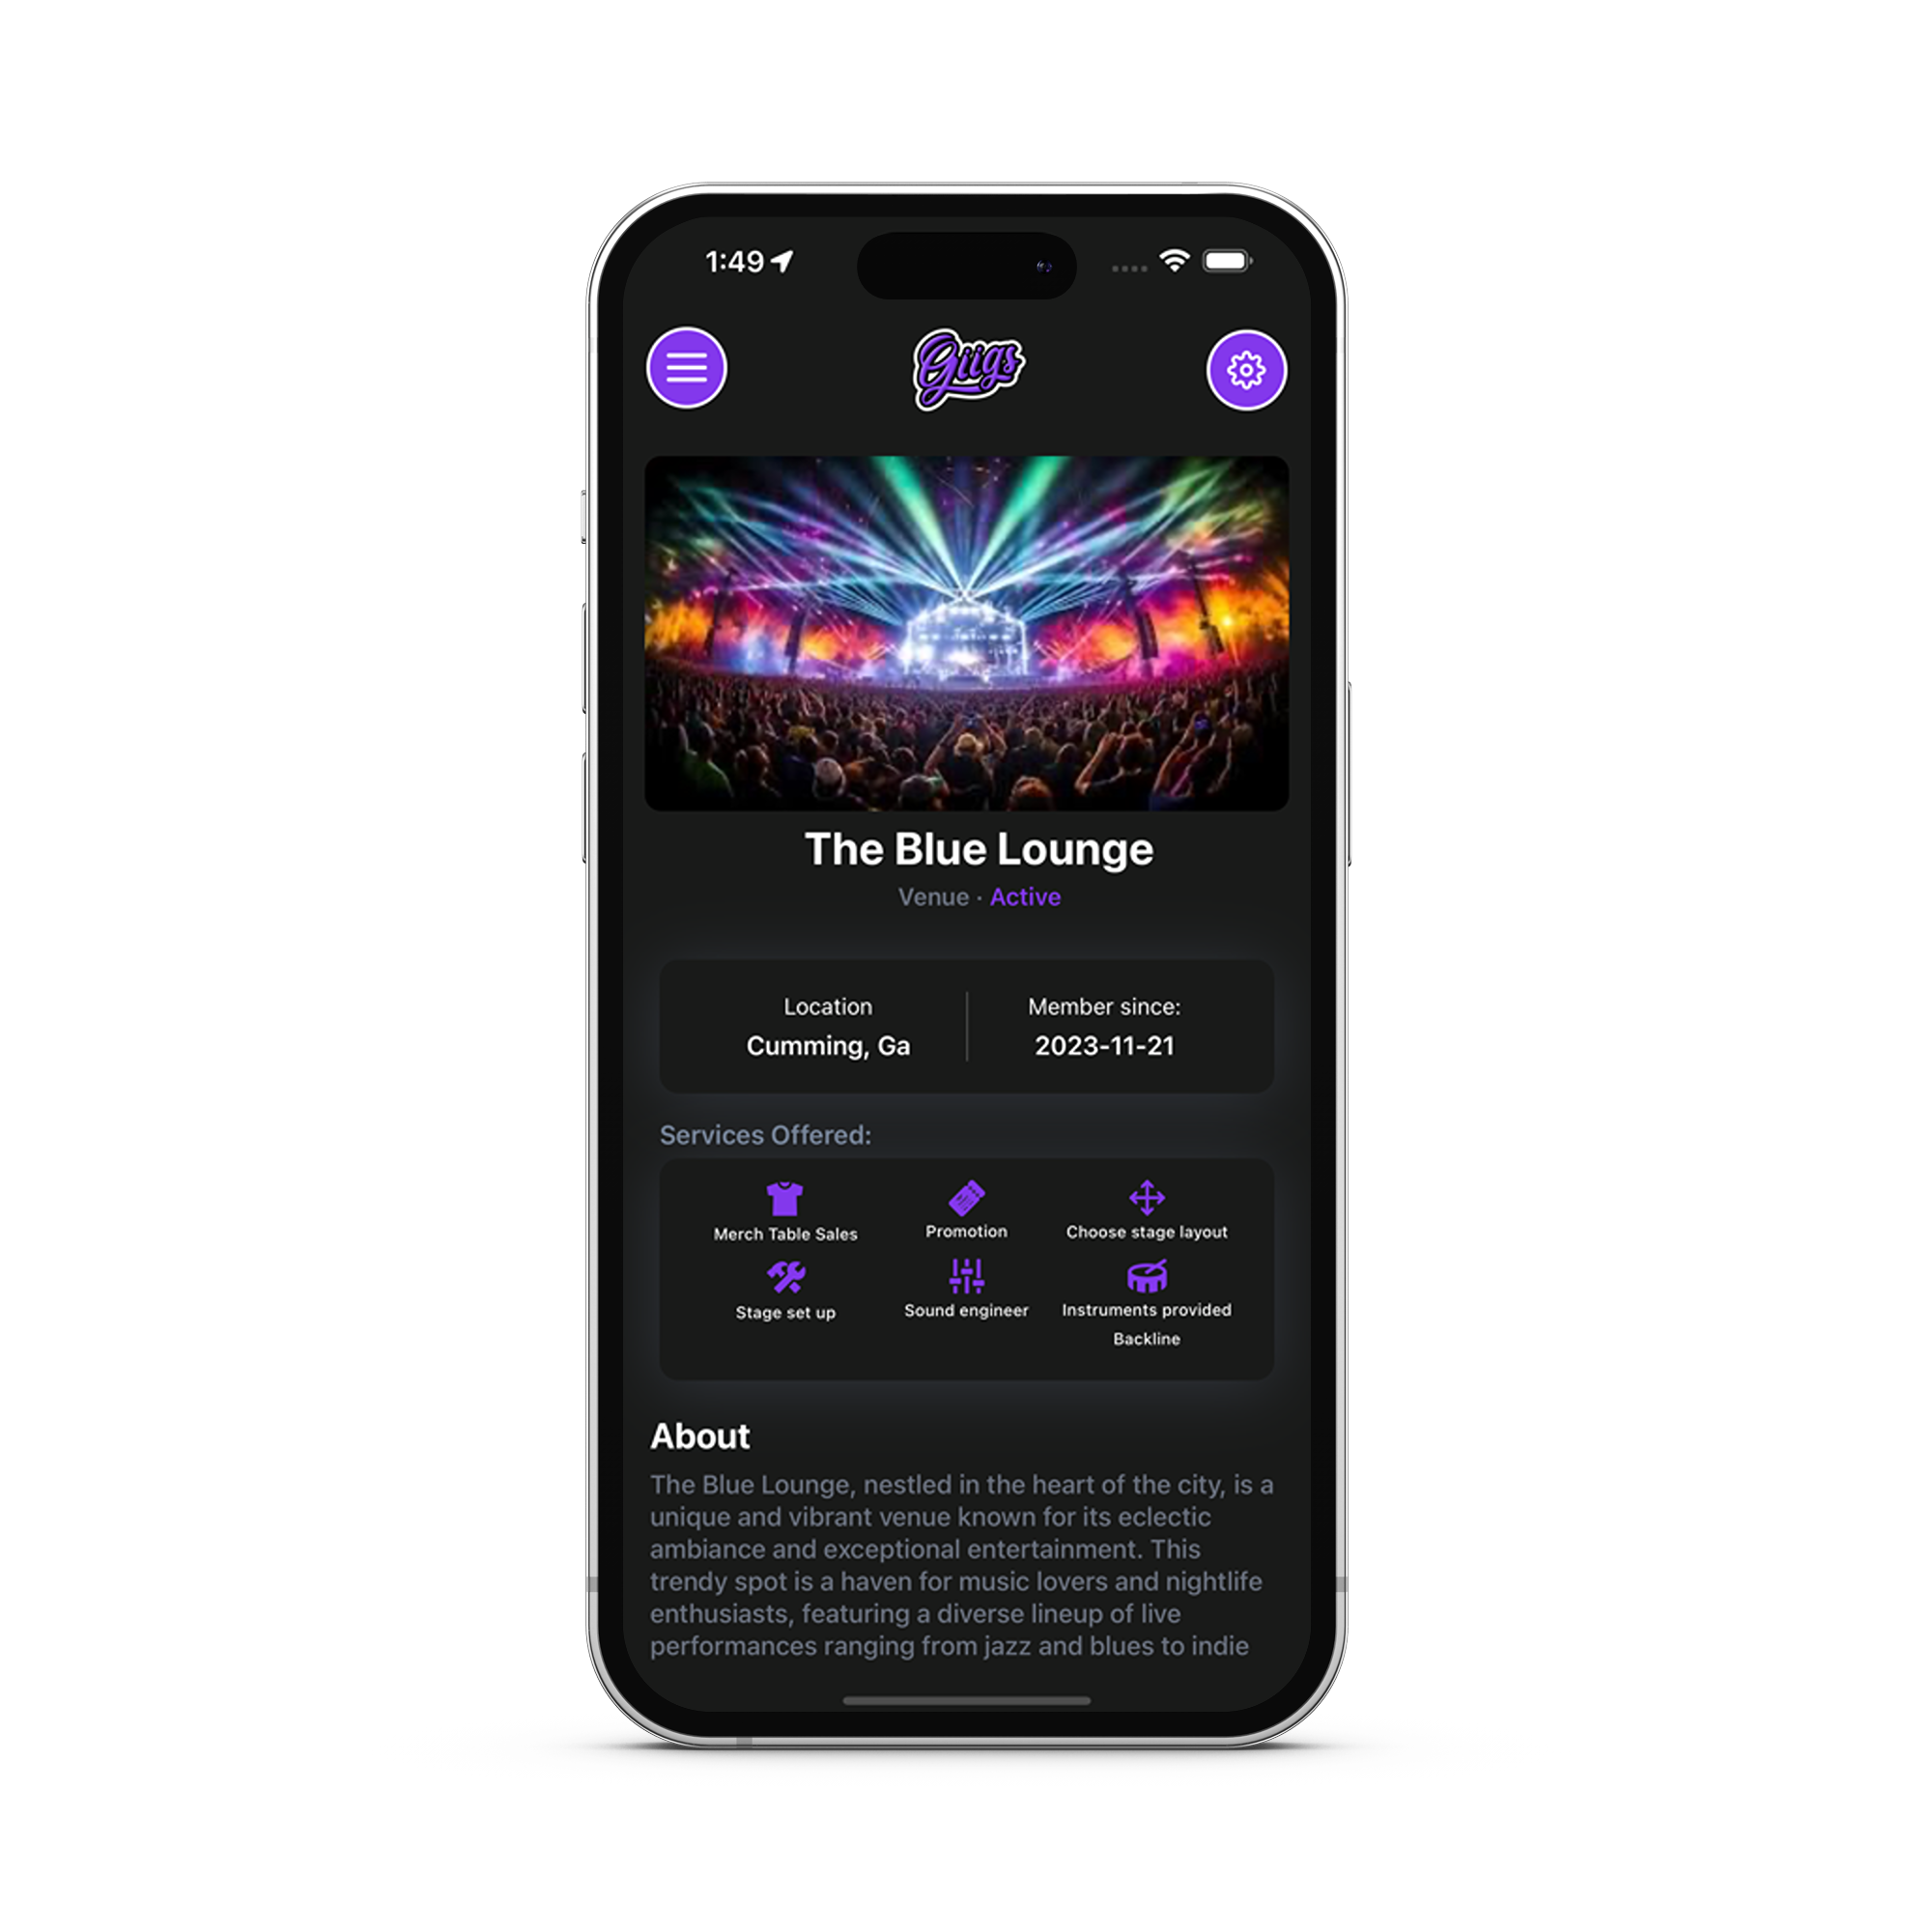 1:49
Giigs
The Blue Lounge
Venue · Active
Location
Member since:
Cumming, Ga
2023-11-21
Services Offered:
Merch Table Sales
Promotion
Choose stage layout
Stage set up
Sound engineer
Instruments provided
Backline
About
The Blue Lounge, nestled in the heart of the city, is a
unique and vibrant venue known for its eclectic
ambiance and exceptional entertainment. This
trendy spot is a haven for music lovers and nightlife
enthusiasts, featuring a diverse lineup of live
performances ranging from jazz and blues to indie